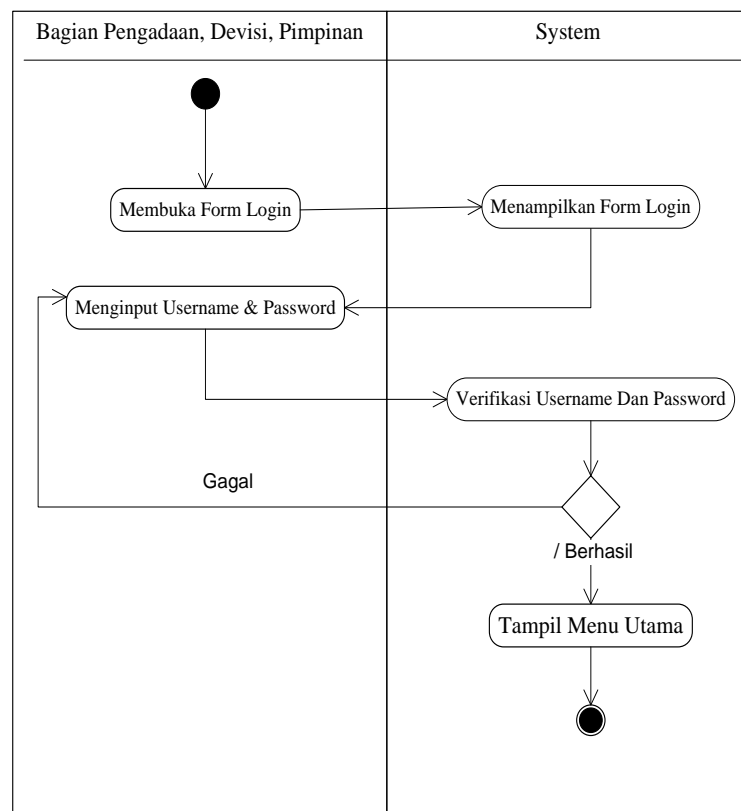 Bagian Pengadaan, Devisi, Pimpinan
System
Membuka Form Login
Menampilkan Form Login
Menginput Username & Password
Verifikasi Username Dan Password
Gagal
/ Berhasil
Tampil Menu Utama